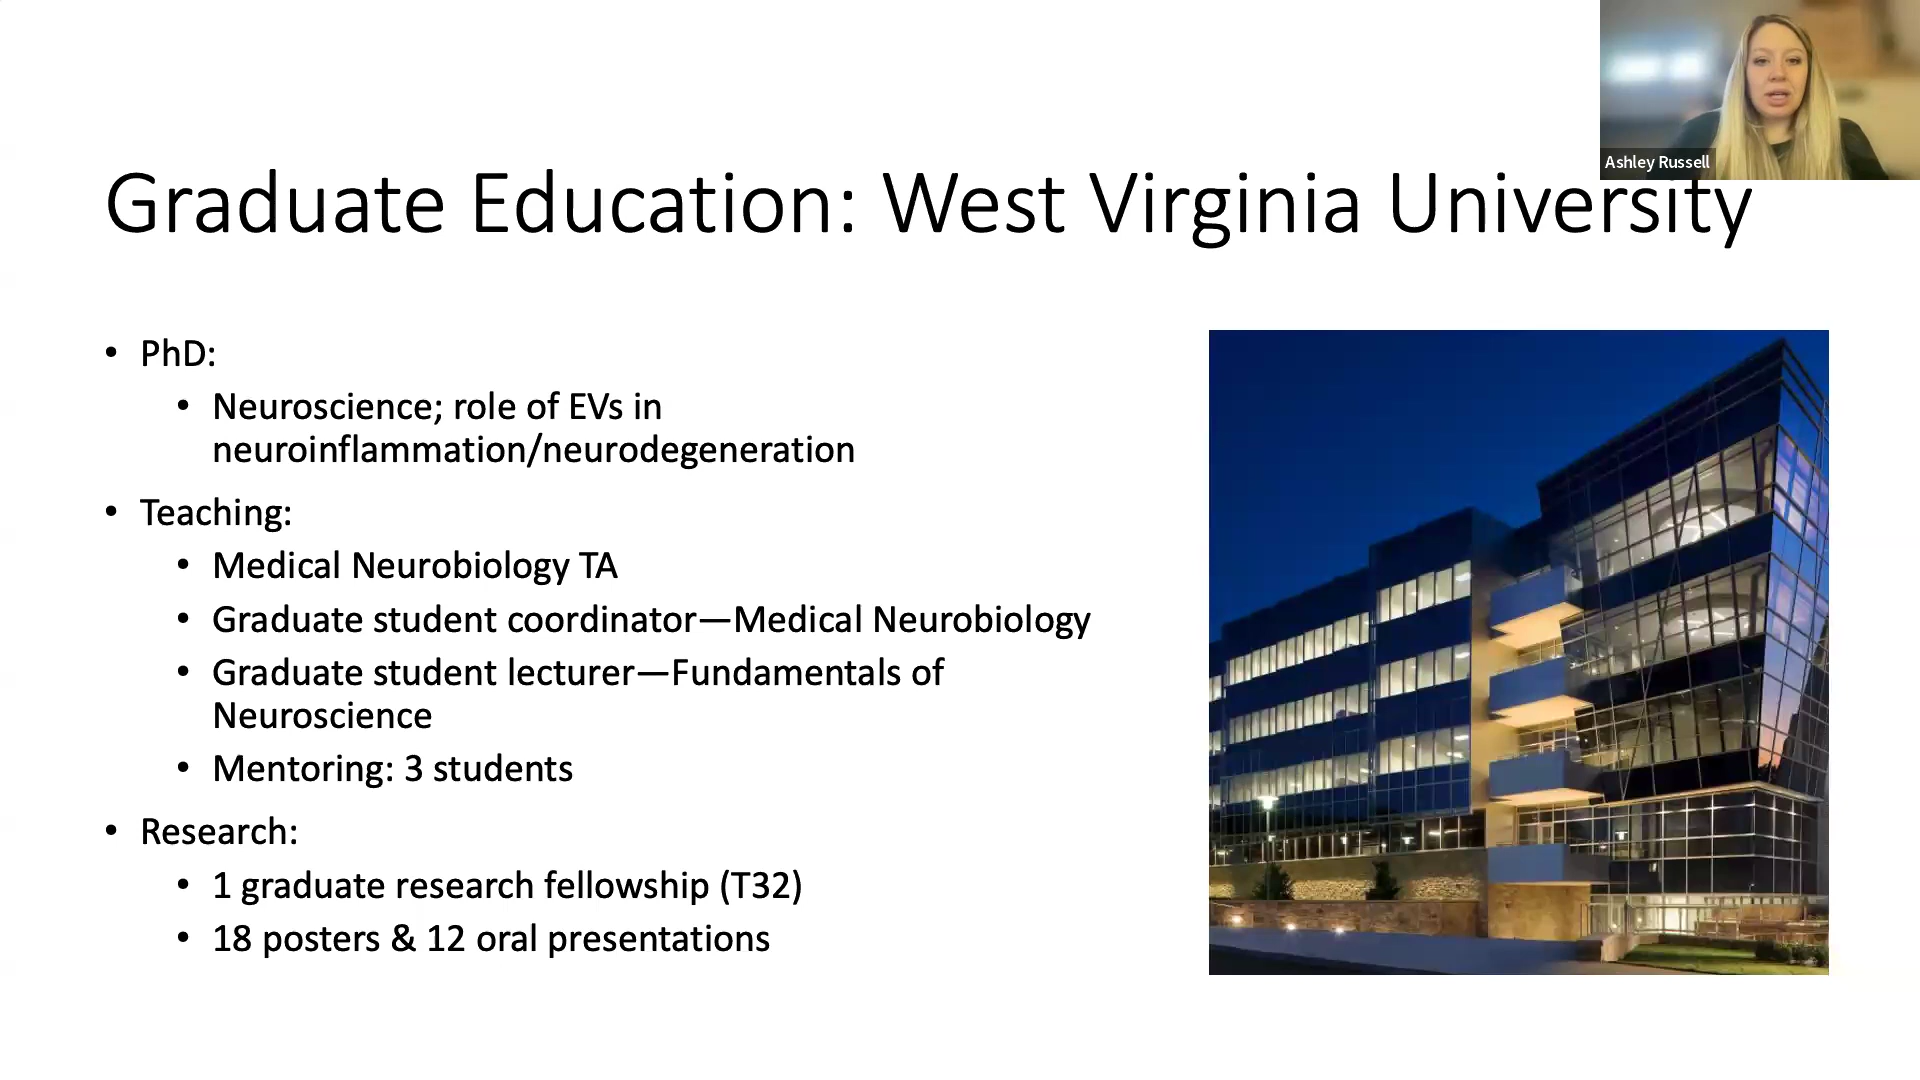 Ashley Russell
Graduate Education: West Virginia University
• PhD:
• Neuroscience; role of EVs in
neuroinflammation/neurodegeneration
• Teaching:
• Medical Neurobiology TA
• Graduate student coordinator—Medical Neurobiology
• Graduate student lecturer—Fundamentals of
Neuroscience
• Mentoring: 3 students
• Research:
• 1 graduate research fellowship (T32)
• 18 posters & 12 oral presentations